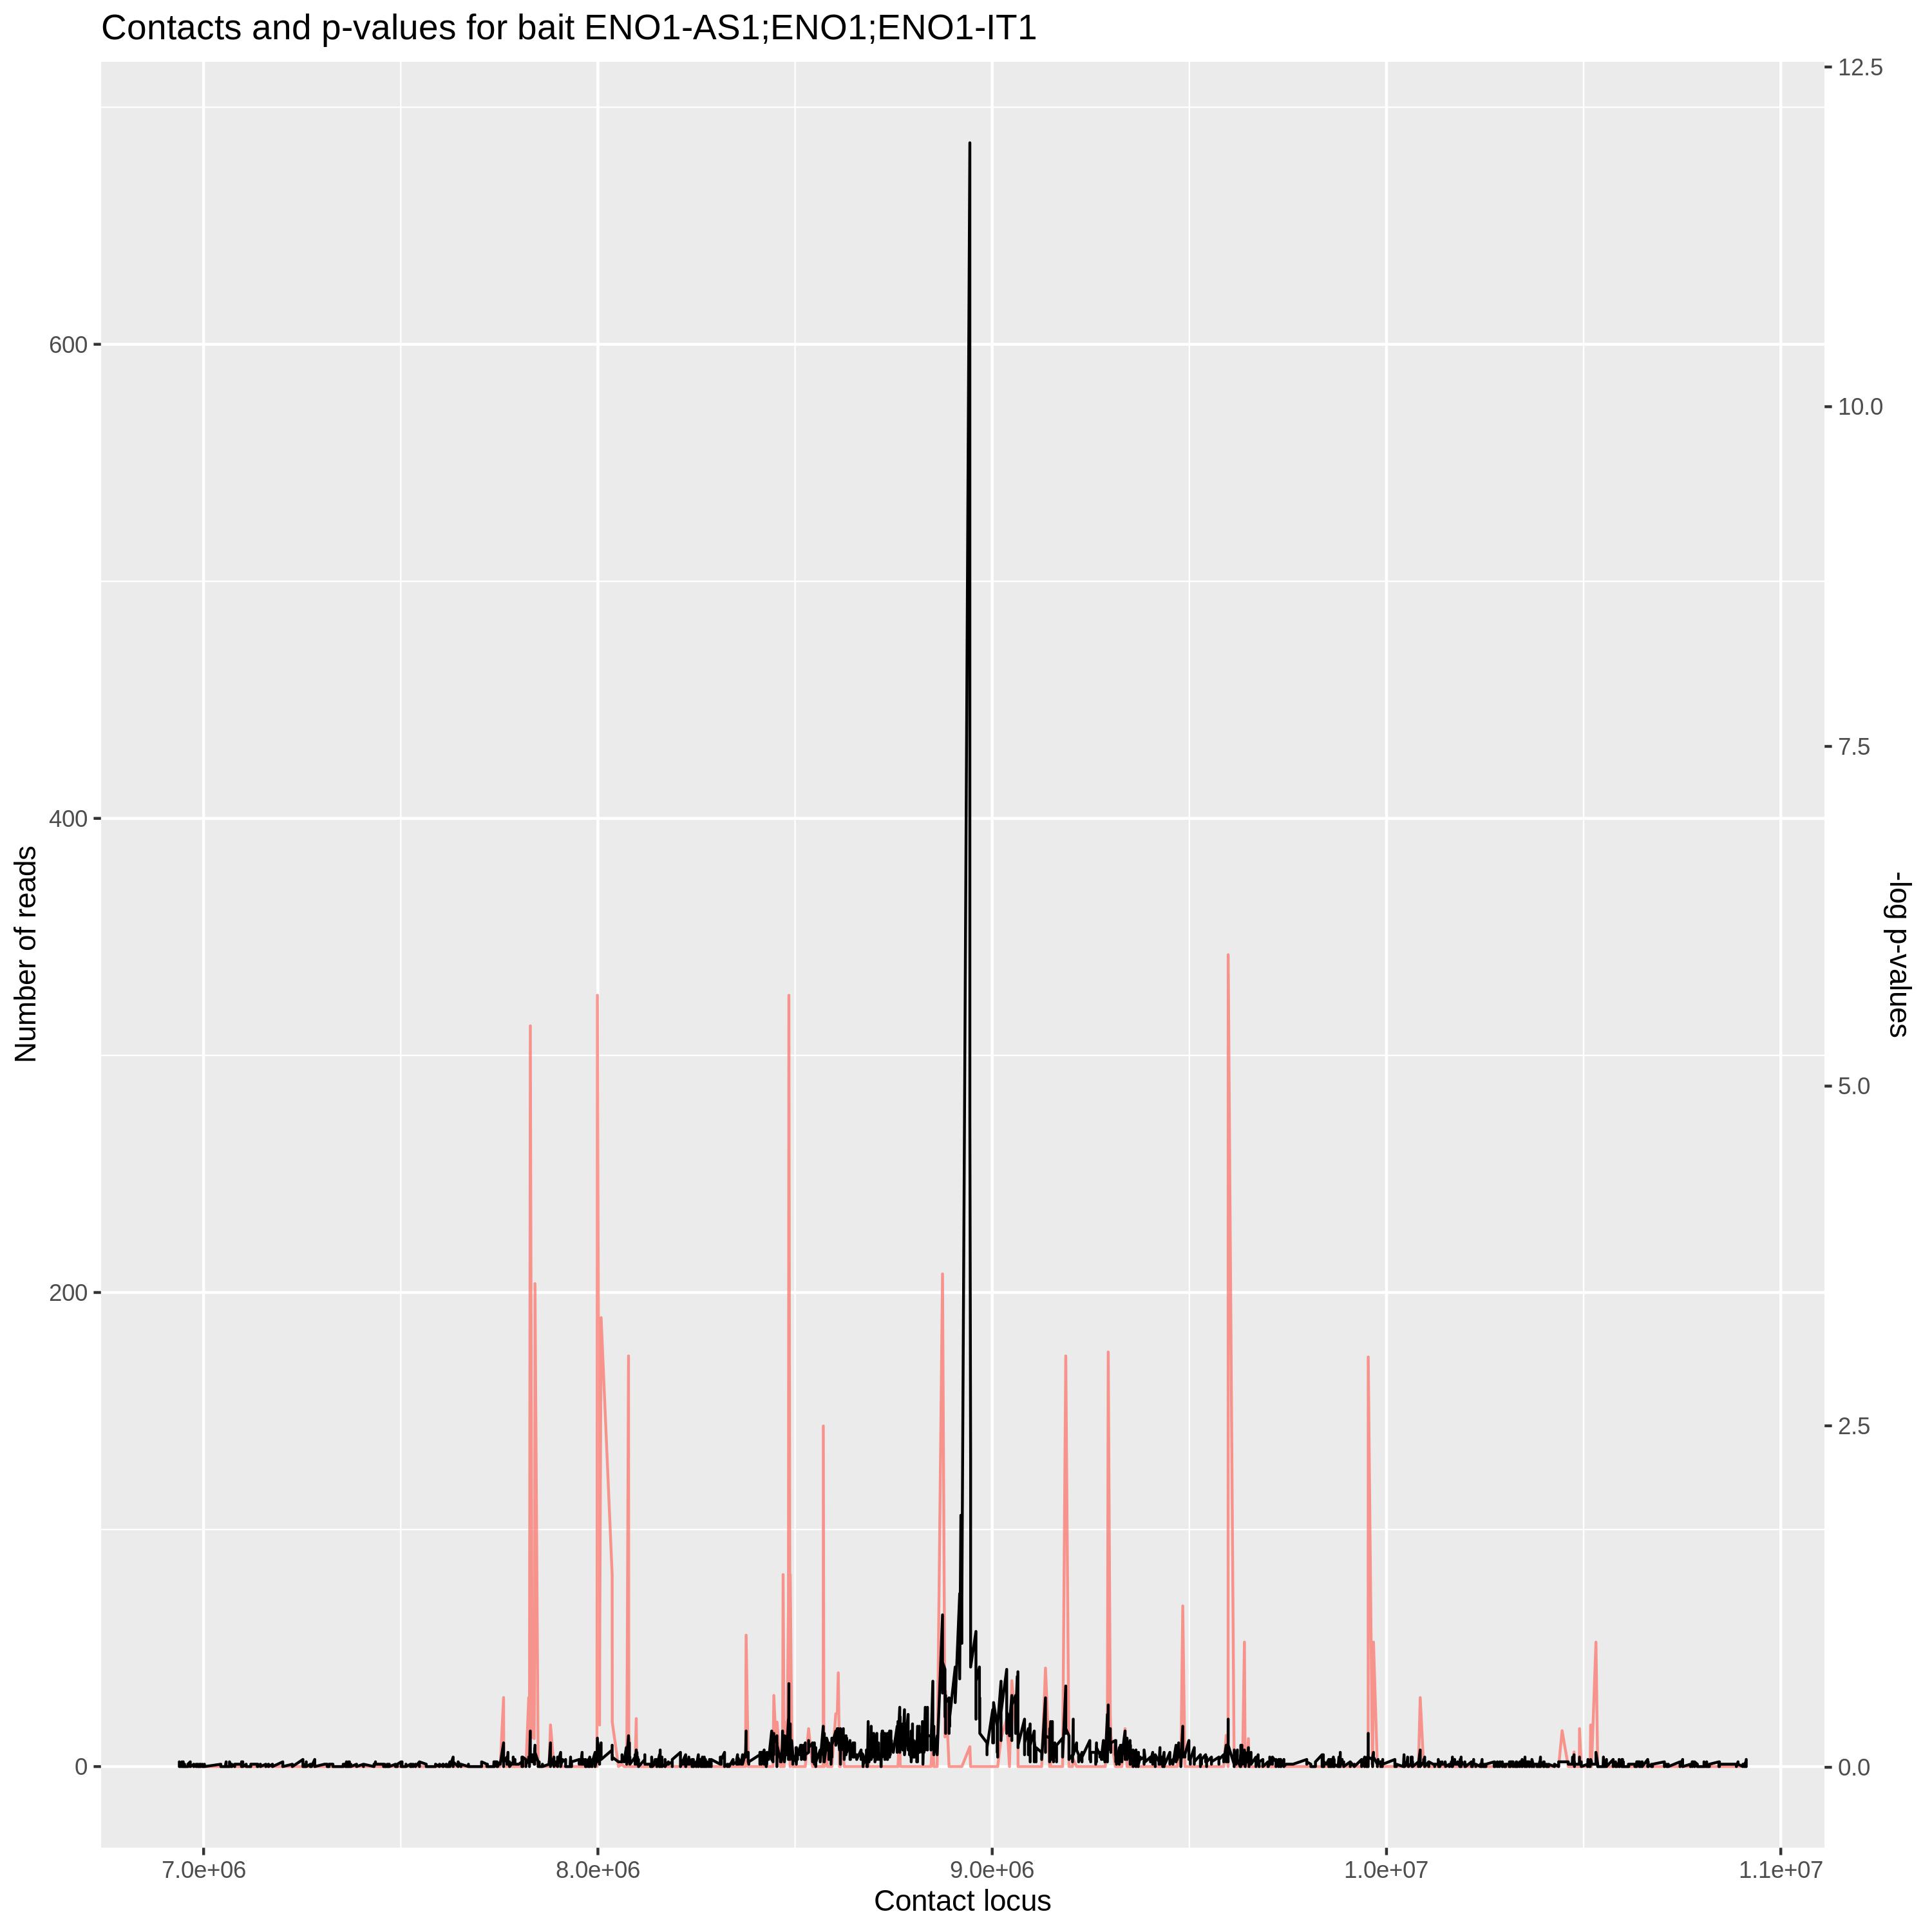 Contacts and p-values for bait ENO1-AS1;ENO1;ENO1-IT1
12.5
10.0
7.5
5.0
2.5
0.0
-log p-values
600
400
200
0
Number of reads
7.0e+06 8.0e+06 9.0e+06 1.0e+07 1.1e+07
Contact locus